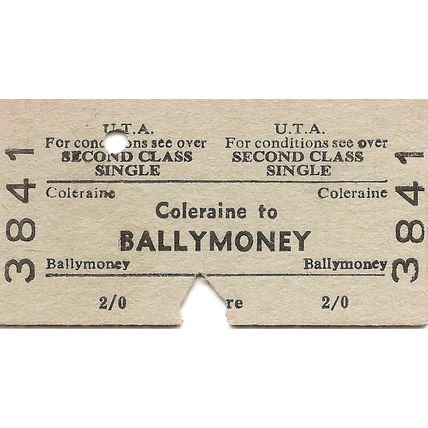 U.T.A. U.T.A.
For conditions see over For conditions see over
SECOND CLASS SECOND CLASS
SINGLE SINGLE
Coleraine Coleraine
Coleraine to
BALLYMONEY
Ballymoney Ballymoney
2/0 re 2/0
3841 3841